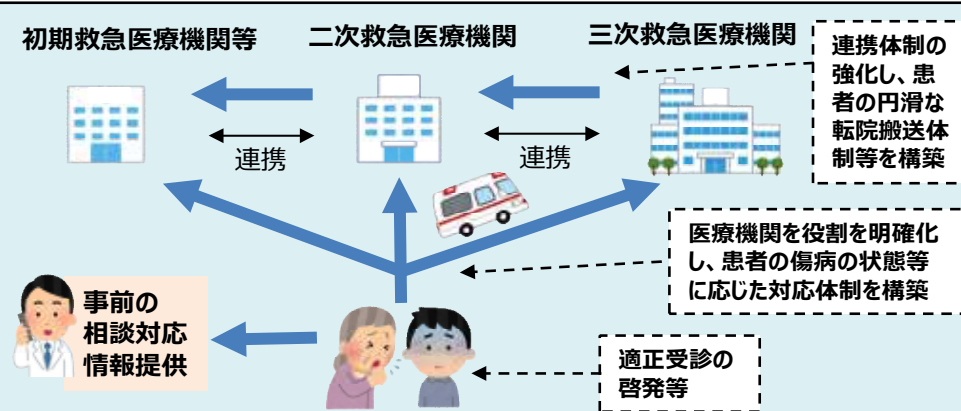 初期救急医療機関等
二次救急医療機関
三次救急医療機関
連携体制の
強化し、患
者の円滑な
転院搬送体
制等を構築
連携
連携
医療機関を役割を明確化
し、患者の傷病の状態等
に応じた対応体制を構築
事前の
相談対応
情報提供
適正受診の
啓発等